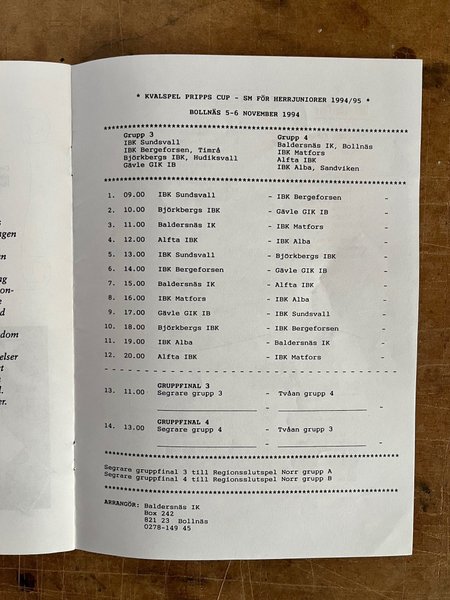 * KVALSPEL PRIPPS CUP - SM FÖR HERRJUNIORER 1994/95 *
BOLLNÄS 5-6 NOVEMBER 1994
Grupp 3
IBK Sundsvall
IBK Bergeforsen, Timrå
Björkbergs IBK, Hudiksvall
Gävle GIK IB
Grupp 4
Baldersnäs IK, Bollnäs
IBK Matfors
Alfta IBK
IBK Alba, Sandviken
1. 09.00 IBK Sundsvall - IBK Bergeforsen -
2. 10.00 Björkbergs IBK - Gävle GIK IB -
3. 11.00 Baldersnäs IK - IBK Matfors -
4. 12.00 Alfta IBK - IBK Alba -
5. 13.00 IBK Sundsvall - Björkbergs IBK -
6. 14.00 IBK Bergeforsen - Gävle GIK IB -
7. 15.00 Baldersnäs IK - Alfta IBK -
8. 16.00 IBK Matfors - IBK Alba -
9. 17.00 Gävle GIK IB - IBK Sundsvall -
10. 18.00 Björkbergs IBK - IBK Bergeforsen -
11. 19.00 IBK Alba - Baldersnäs IK -
12. 20.00 Alfta IBK - IBK Matfors -
GRUPPFINAL 3
13. 11.00 Segrare grupp 3 - Tvåan grupp 4
GRUPPFINAL 4
14. 13.00 Segrare grupp 4 - Tvåan grupp 3
Segrare gruppfinal 3 till Regionsslutspel Norr grupp A
Segrare gruppfinal 4 till Regionsslutspel Norr grupp B
ARRANGÖR: Baldersnäs IK
Box 242
821 23 Bollnäs
0278-149 45